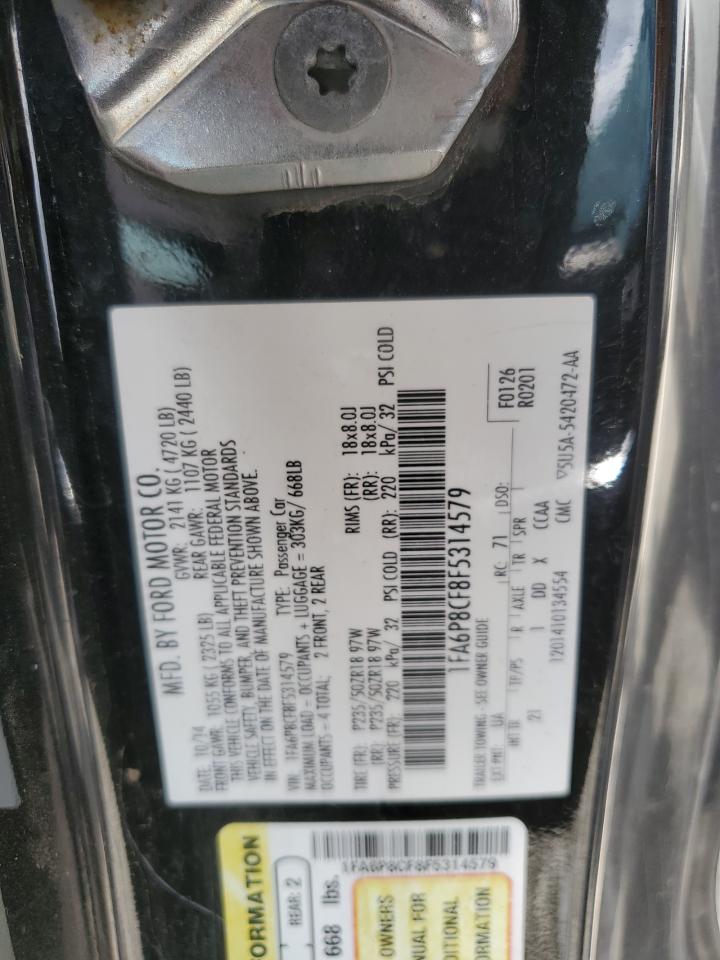 MFD. BY FORD MOTOR CO.
DATE: 10/14 GVWR: 2141 KG ( 4720 LB)
FRONT GAWR: 1055 KG ( 2325 LB) REAR GAWR: 1107 KG ( 2440 LB)
THIS VEHICLE CONFORMS TO ALL APPLICABLE FEDERAL MOTOR
VEHICLE SAFETY, BUMPER, AND THEFT PREVENTION STANDARDS
IN EFFECT ON THE DATE OF MANUFACTURE SHOWN ABOVE.
VIN: 1FA6P8CF8F5314579 TYPE: Passenger Car
MAXIMUM LOAD = OCCUPANTS + LUGGAGE = 303KG/ 668LB
OCCUPANTS = 4 TOTAL; 2 FRONT, 2 REAR
TIRE (FR): P235/50ZR18 97W RIMS (FR): 18x8.0J
(RR): P235/50ZR18 97W (RR): 18x8.0J
PRESSURE (FR): 220 kPa/ 32 PSI COLD (RR): 220 kPa/ 32 PSI COLD
1FA6P8CF8F5314579
TRAILER TOWING - SEE OWNER GUIDE F0126
EXT PNT: UA RC: 71 DSO: R0201
INT TR TP/PS R AXLE TR SPR
21 1 DD X CCAA
1201410134554 CMC ▽5U5A-5420472-AA
1FA6P8CF8F5314579
FORMATION
REAR: 2
668 lbs.
OWNERS
NUAL FOR
DITIONAL
ORMATION